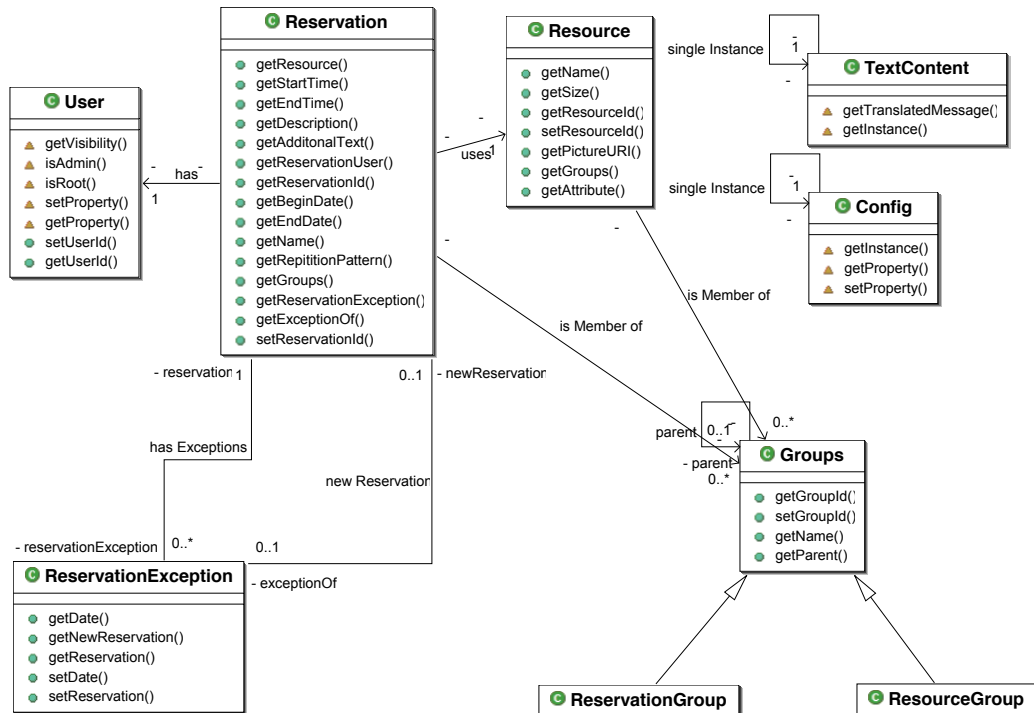 User
getVisibility()
isAdmin()
isRoot()
setProperty()
getProperty()
setUserId()
getUserId()
-
-
has
1
Reservation
getResource()
getStartTime()
getEndTime()
getDescription()
getAdditonalText()
getReservationUser()
getReservationId()
getBeginDate()
getEndDate()
getName()
getRepititionPattern()
getGroups()
getReservationException()
getExceptionOf()
setReservationId()
-
-
uses
1
Resource
getName()
getSize()
getResourceId()
setResourceId()
getPictureURI()
getGroups()
getAttribute()
single Instance
-
1
-
TextContent
getTranslatedMessage()
getInstance()
single Instance
-
1
-
Config
getInstance()
getProperty()
setProperty()
-
is Member of
-
is Member of
0..*
- reservation
1
has Exceptions
- reservationException
0..*
0..1
- newReservation
new Reservation
0..1
- exceptionOf
ReservationException
getDate()
getNewReservation()
getReservation()
setDate()
setReservation()
parent
0..1
-
-
- parent
0..*
Groups
getGroupId()
setGroupId()
getName()
getParent()
ReservationGroup
ResourceGroup